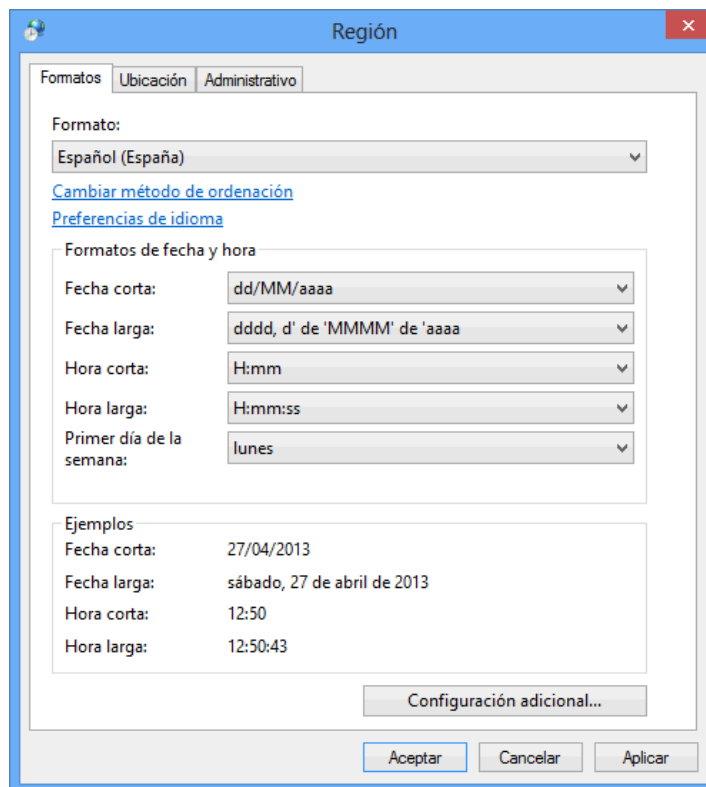 Región
Formatos Ubicación Administrativo
Formato:
Español (España)
Cambiar método de ordenación
Preferencias de idioma
Formatos de fecha y hora
Fecha corta: dd/MM/aaaa
Fecha larga: dddd, d' de 'MMMM' de 'aaaa
Hora corta: H:mm
Hora larga: H:mm:ss
Primer día de la
semana: lunes
Ejemplos
Fecha corta: 27/04/2013
Fecha larga: sábado, 27 de abril de 2013
Hora corta: 12:50
Hora larga: 12:50:43
Configuración adicional...
Aceptar Cancelar Aplicar